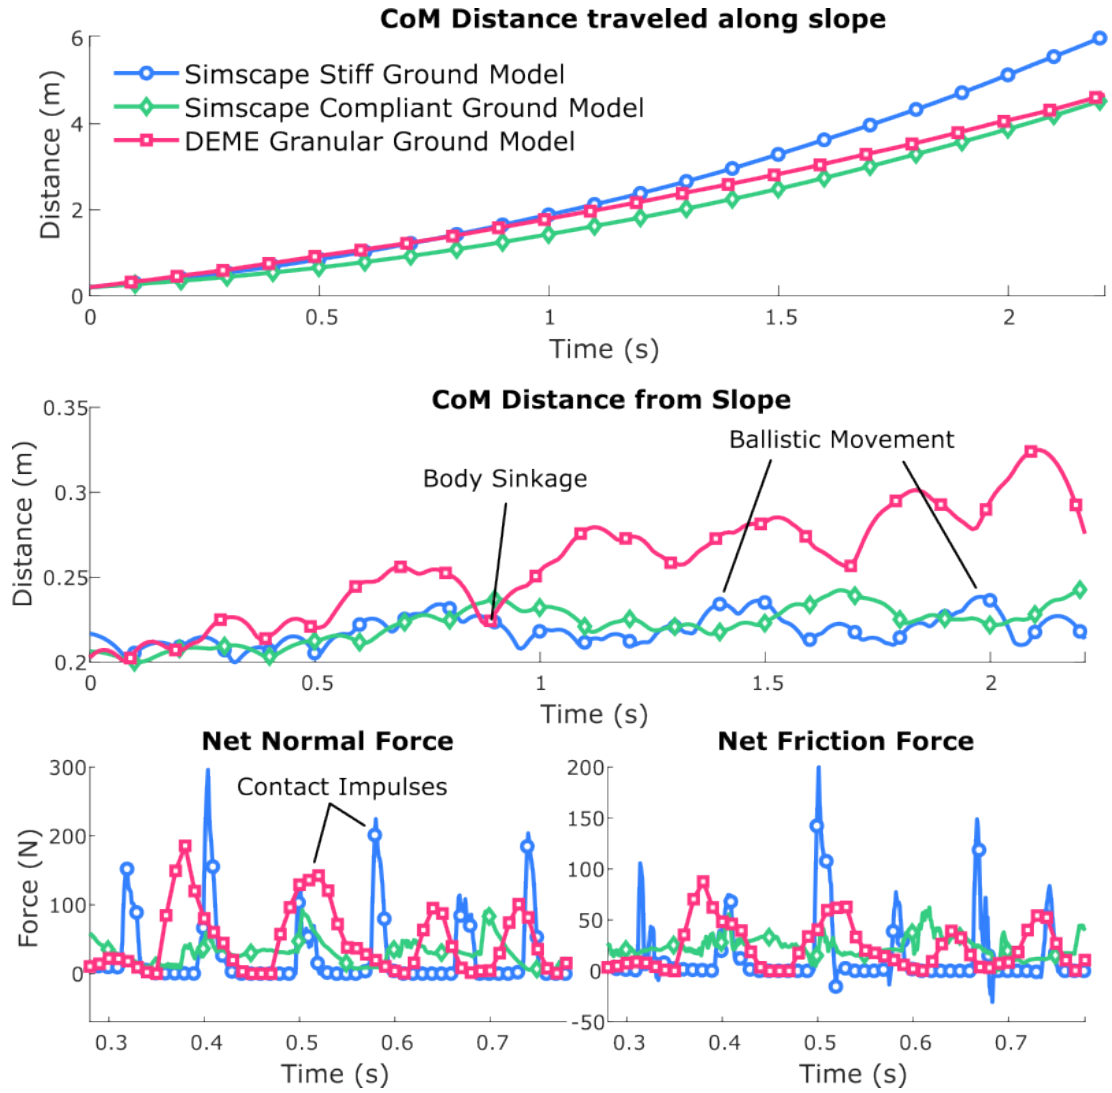 CoM Distance traveled along slope
6
4
2
0
Distance (m)
Simscape Stiff Ground Model
Simscape Compliant Ground Model
DEME Granular Ground Model
0 0.5 1 1.5 2
Time (s)
CoM Distance from Slope
0.35
0.3
0.25
0.2
Distance (m)
Ballistic Movement
Body Sinkage
0 0.5 1 1.5 2
Time (s)
Net Normal Force
300
200
100
0
Force (N)
Contact Impulses
0.3 0.4 0.5 0.6 0.7
Time (s)
Net Friction Force
200
150
100
50
0
-50
0.3 0.4 0.5 0.6 0.7
Time (s)